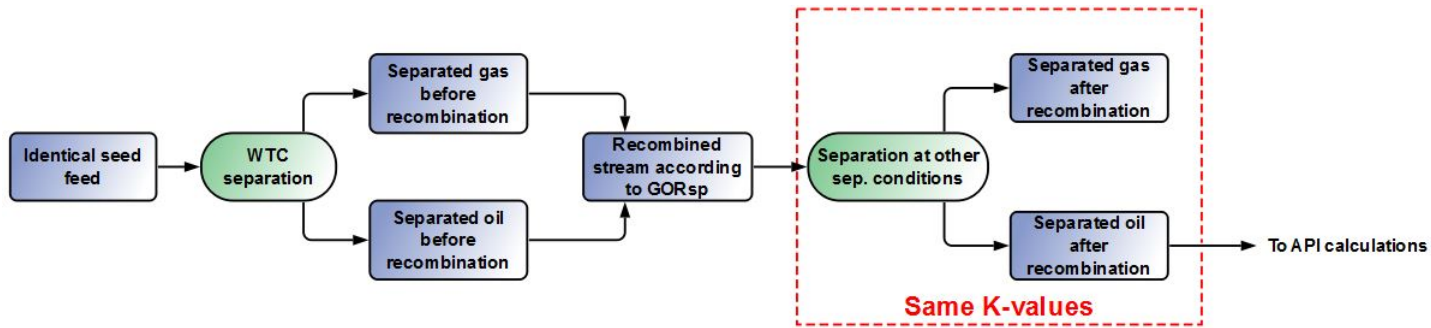 Identical seed
feed
WTC
separation
Separated gas
before
recombination
Separated oil
before
recombination
Recombined
stream according
to GORsp
Separation at other
sep. conditions
Separated gas
after
recombination
Separated oil
after
recombination
To API calculations
Same K-values